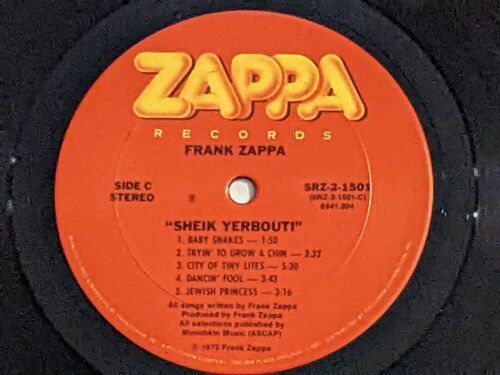 ZAPPA
RECORDS
FRANK ZAPPA
SIDE C
STEREO
SRZ-2-1501
(SRZ-2-1501-C)
6641.904
"SHEIK YERBOUTI"
1. BABY SNAKES — 1:50
2. TRYIN' TO GROW A CHIN — 3:32
3. CITY OF TINY LITES — 5:30
4. DANCIN' FOOL — 3:43
5. JEWISH PRINCESS — 3:16
All songs written by Frank Zappa
Produced by Frank Zappa
All selections published by
Munchkin Music (ASCAP)
Ⓟ 1979 Frank Zappa